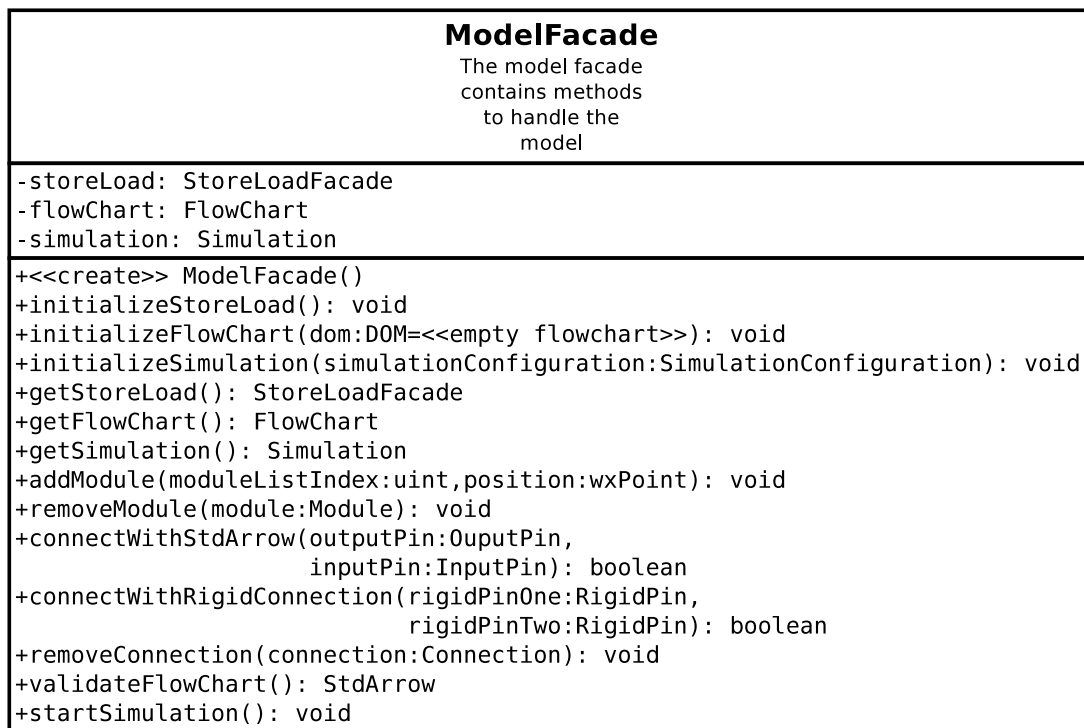 ModelFacade
The model facade
contains methods
to handle the
model
-storeLoad: StoreLoadFacade
-flowChart: FlowChart
-simulation: Simulation
+<<create>> ModelFacade()
+initializeStoreLoad(): void
+initializeFlowChart(dom:DOM=<<empty flowchart>>): void
+initializeSimulation(simulationConfiguration:SimulationConfiguration): void
+getStoreLoad(): StoreLoadFacade
+getFlowChart(): FlowChart
+getSimulation(): Simulation
+addModule(moduleListIndex:uint,position:wxPoint): void
+removeModule(module:Module): void
+connectWithStdArrow(outputPin:OuputPin,
inputPin:InputPin): boolean
+connectWithRigidConnection(rigidPinOne:RigidPin,
rigidPinTwo:RigidPin): boolean
+removeConnection(connection:Connection): void
+validateFlowChart(): StdArrow
+startSimulation(): void